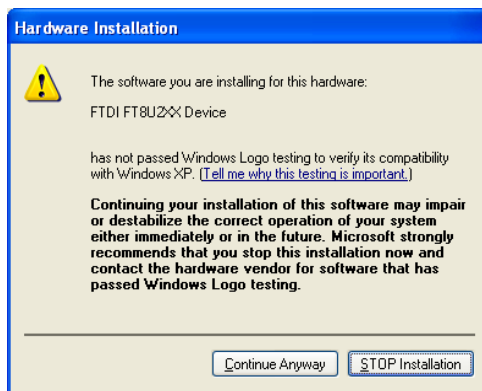 Hardware Installation
The software you are installing for this hardware:
FTDI FT8U2XX Device
has not passed Windows Logo testing to verify its compatibility
with Windows XP. (Tell me why this testing is important.)
Continuing your installation of this software may impair
or destabilize the correct operation of your system
either immediately or in the future. Microsoft strongly
recommends that you stop this installation now and
contact the hardware vendor for software that has
passed Windows Logo testing.
Continue Anyway
STOP Installation